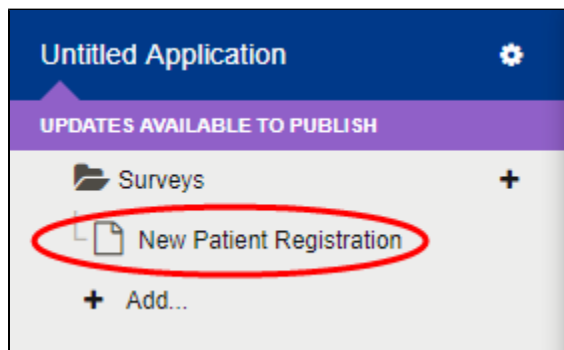 Untitled Application
UPDATES AVAILABLE TO PUBLISH
Surveys
New Patient Registration
Add...